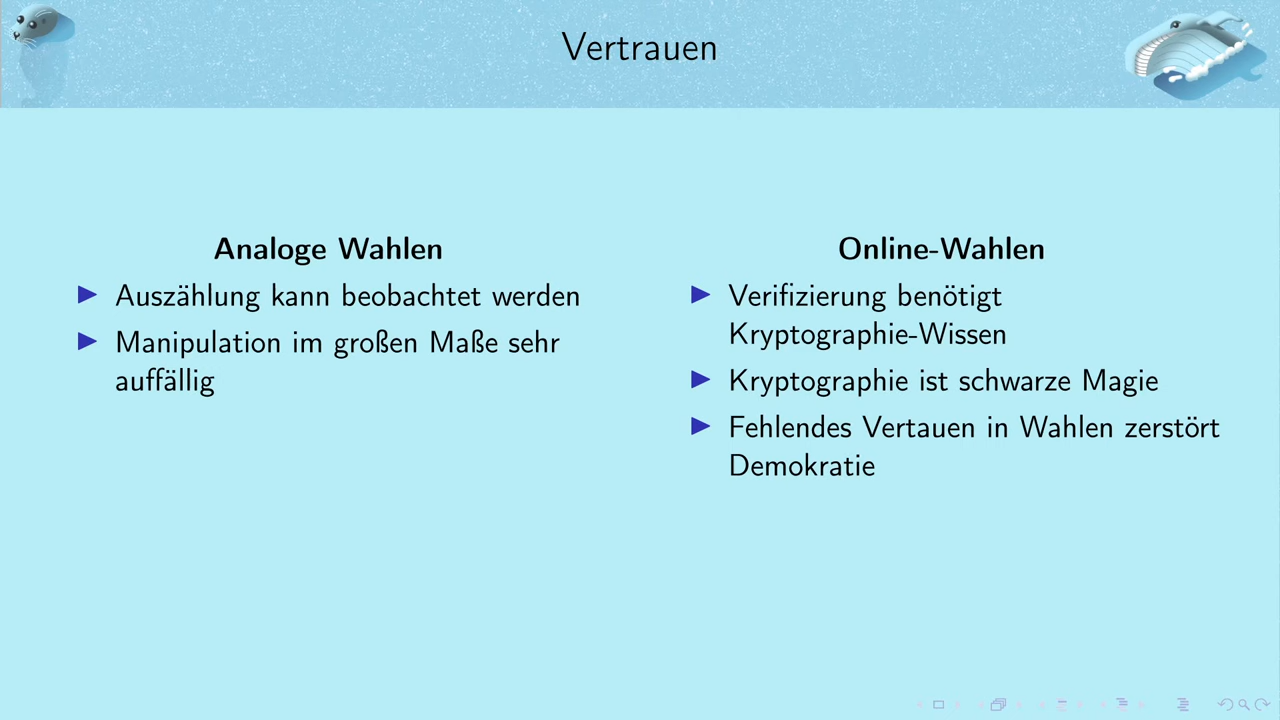 Vertrauen
Analoge Wahlen
Auszählung kann beobachtet werden
Manipulation im großen Maße sehr
auffällig
Online-Wahlen
Verifizierung benötigt
Kryptographie-Wissen
Kryptographie ist schwarze Magie
Fehlendes Vertauen in Wahlen zerstört
Demokratie